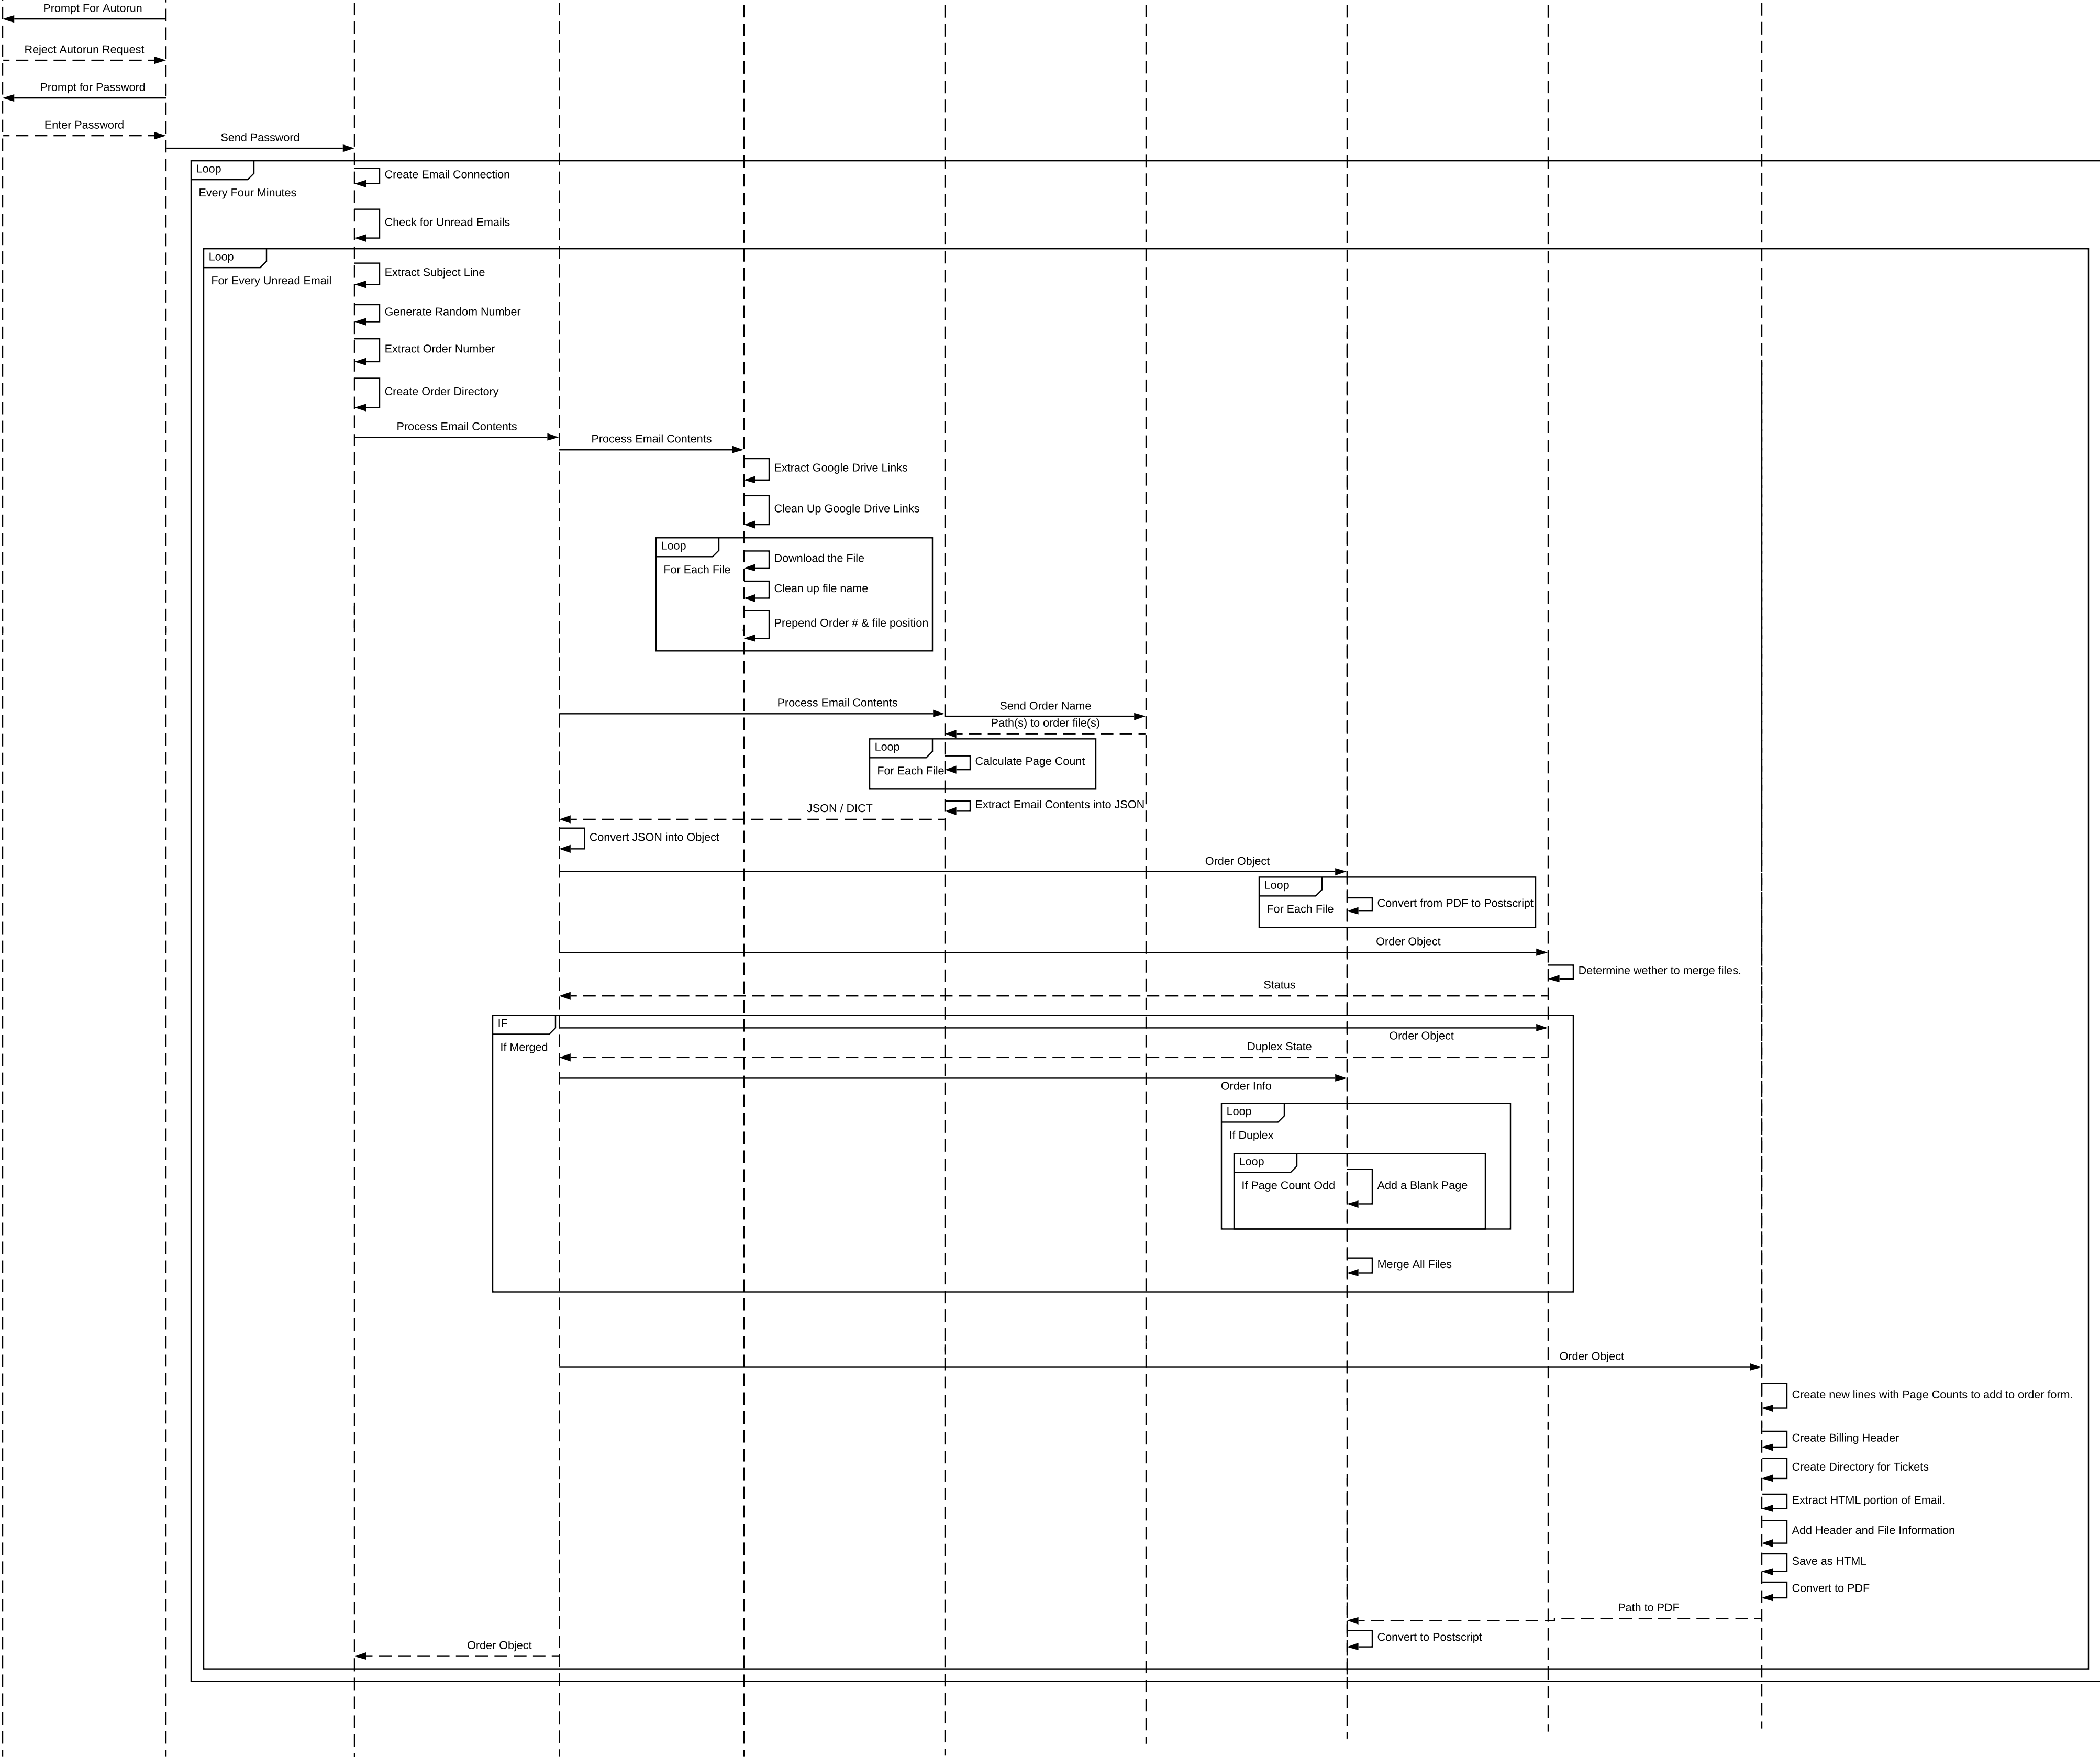 Prompt For Autorun
Reject Autorun Request
Prompt for Password
Enter Password
Send Password
Loop
Every Four Minutes
Create Email Connection
Check for Unread Emails
Loop
For Every Unread Email
Extract Subject Line
Generate Random Number
Extract Order Number
Create Order Directory
Process Email Contents
Process Email Contents
Extract Google Drive Links
Clean Up Google Drive Links
Loop
For Each File
Download the File
Clean up file name
Prepend Order # & file position
Process Email Contents
Send Order Name
Path(s) to order file(s)
Loop
For Each File
Calculate Page Count
Extract Email Contents into JSON
JSON / DICT
Convert JSON into Object
Order Object
Loop
For Each File
Convert from PDF to Postscript
Order Object
Determine wether to merge files.
Status
IF
If Merged
Order Object
Duplex State
Order Info
Loop
If Duplex
Loop
If Page Count Odd
Add a Blank Page
Merge All Files
Order Object
Create new lines with Page Counts to add to order form.
Create Billing Header
Create Directory for Tickets
Extract HTML portion of Email.
Add Header and File Information
Save as HTML
Convert to PDF
Path to PDF
Convert to Postscript
Order Object